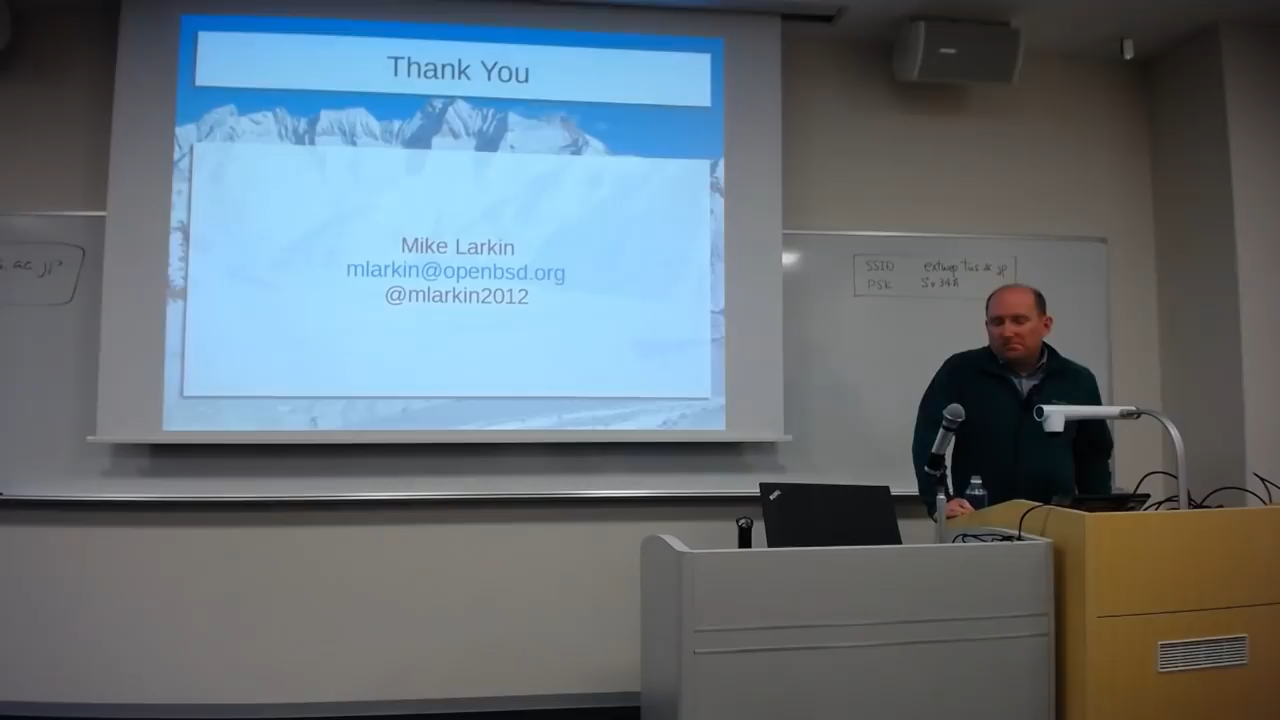 Thank You
Mike Larkin
mlarkin@openbsd.org
@mlarkin2012
SSID
PSK